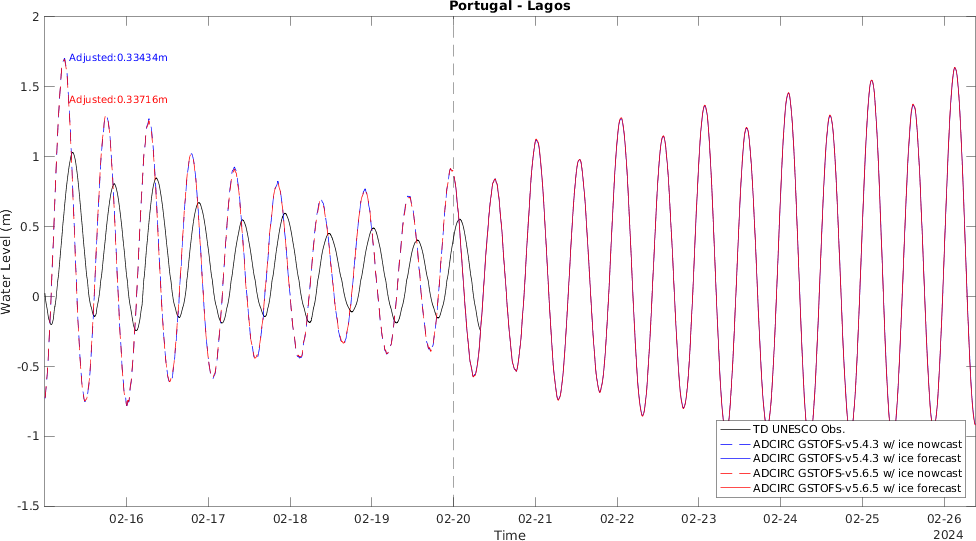 Portugal - Lagos
2
1.5
1
0.5
0
-0.5
-1
-1.5
Water Level (m)
Adjusted:0.33434m
Adjusted:0.33716m
TD UNESCO Obs.
ADCIRC GSTOFS-v5.4.3 w/ ice nowcast
ADCIRC GSTOFS-v5.4.3 w/ ice forecast
ADCIRC GSTOFS-v5.6.5 w/ ice nowcast
ADCIRC GSTOFS-v5.6.5 w/ ice forecast
02-16 02-17 02-18 02-19 02-20 02-21 02-22 02-23 02-24 02-25 02-26
Time
2024